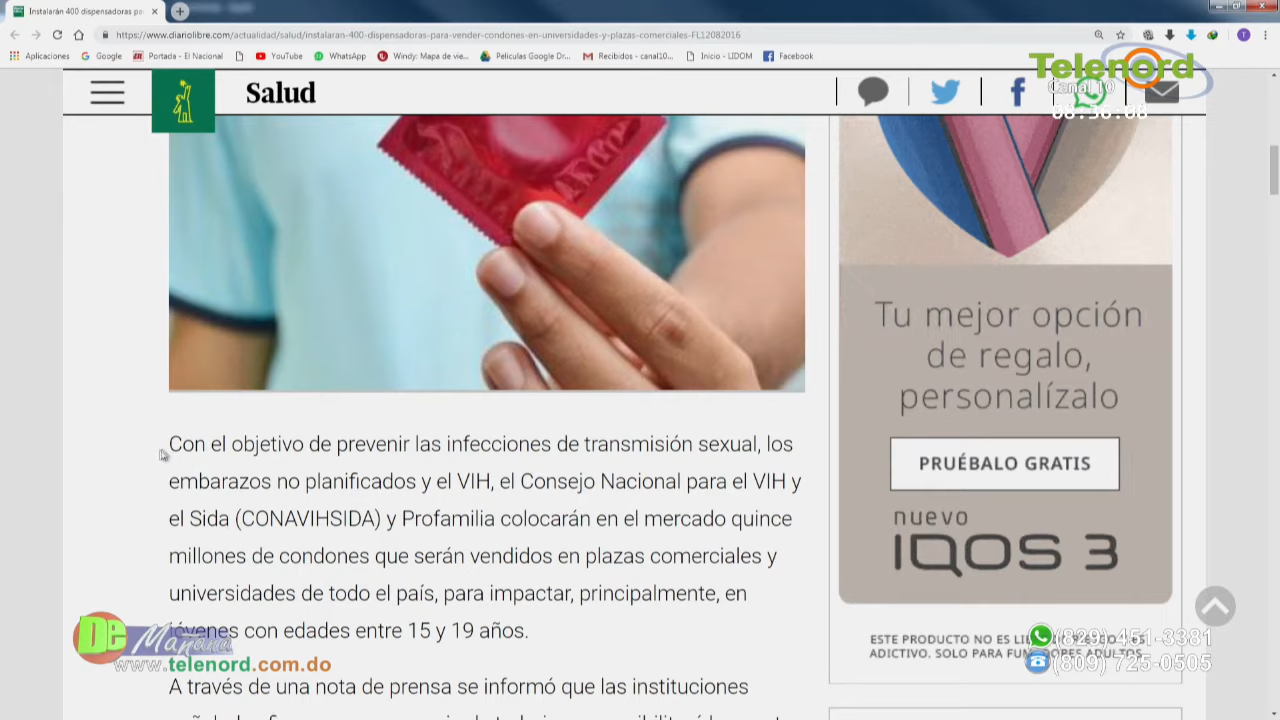 Instalarán 400 dispensadoras pa
https://www.diariolibre.com/actualidad/salud/instalaran-400-dispensadoras-para-vender-condones-en-universidades-y-plazas-comerciales-FL12082016
Aplicaciones
Google
Portada - El Nacional
YouTube
WhatsApp
Windy: Mapa de vie...
Peliculas Google Dr...
Recibidos - canal10...
Inicio - LIDOM
Facebook
Telenord
Canal 10
08:36:00
Salud
Con el objetivo de prevenir las infecciones de transmisión sexual, los
embarazos no planificados y el VIH, el Consejo Nacional para el VIH y
el Sida (CONAVIHSIDA) y Profamilia colocarán en el mercado quince
millones de condones que serán vendidos en plazas comerciales y
universidades de todo el país, para impactar, principalmente, en
jóvenes con edades entre 15 y 19 años.
A través de una nota de prensa se informó que las instituciones
Tu mejor opción
de regalo,
personalízalo
PRUÉBALO GRATIS
nuevo
IQOS 3
ESTE PRODUCTO NO ES
ADICTIVO. SOLO PARA FUMADORES ADULTOS.
De Mañana
www.telenord.com.do
(829) 451-3381
(809) 725-0505